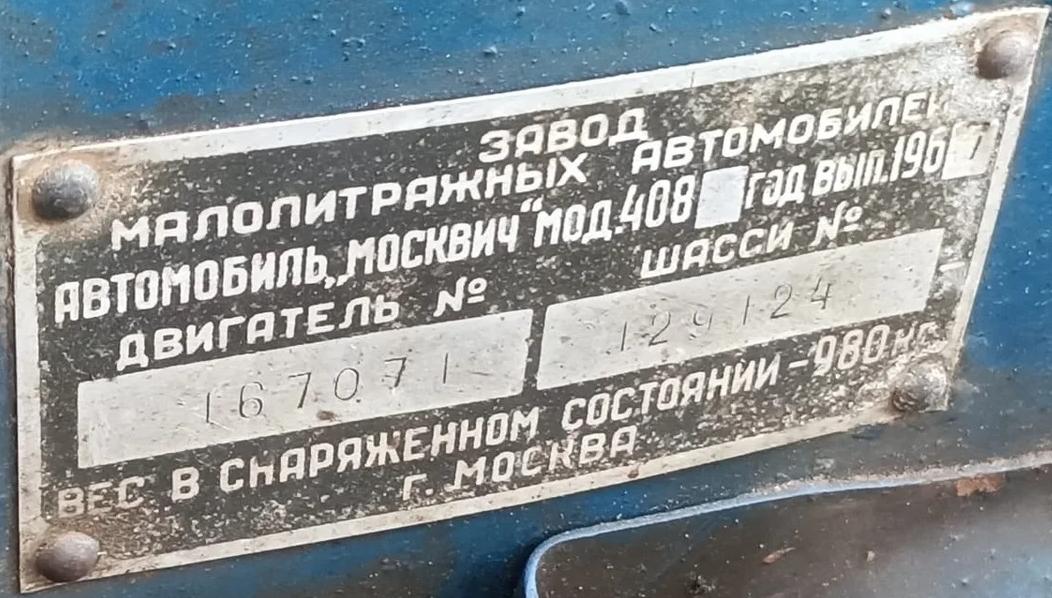 ЗАВОД
МАЛОЛИТРАЖНЫХ АВТОМОБИЛЕЙ
АВТОМОБИЛЬ „МОСКВИЧ“ МОД. 408 ГОД ВЫП. 1967
ДВИГАТЕЛЬ № ШАССИ №
167071 129124
ВЕС В СНАРЯЖЕННОМ СОСТОЯНИИ – 980 кг.
г. МОСКВА